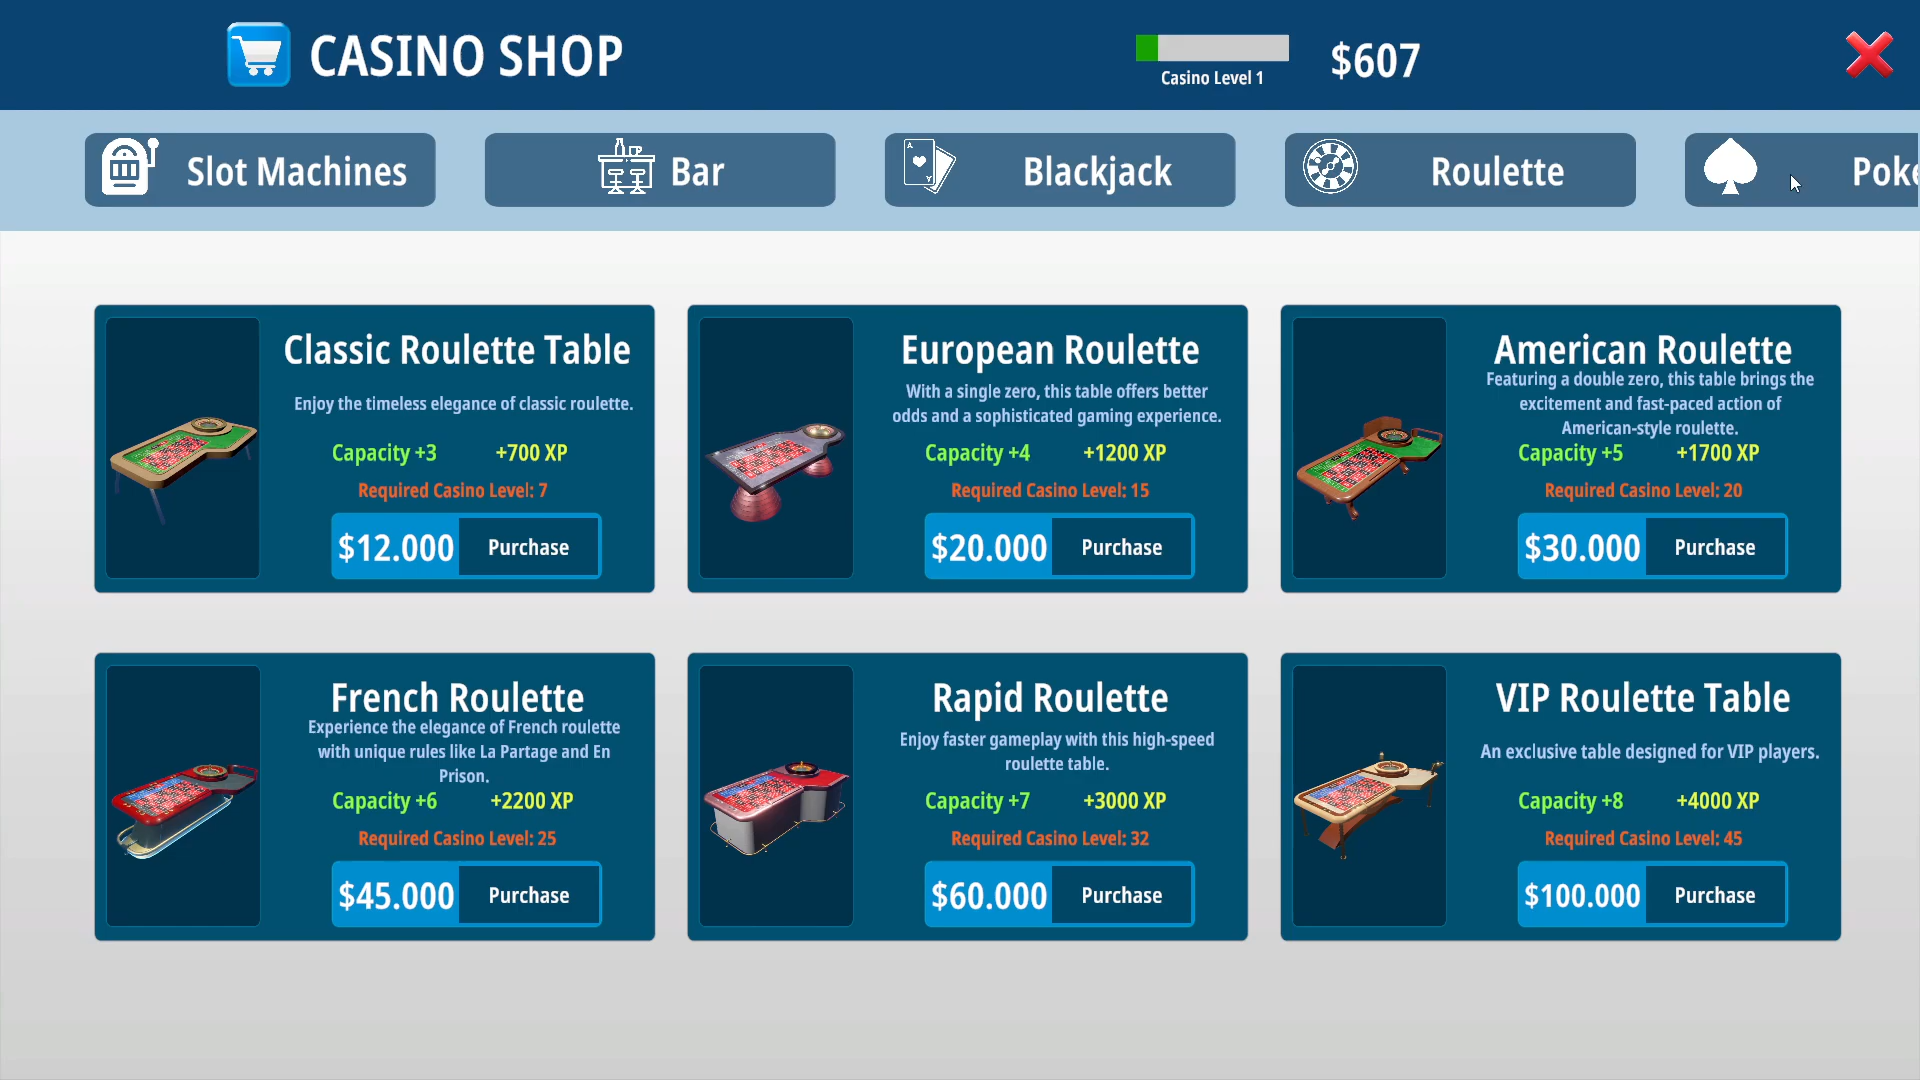 CASINO SHOP
Casino Level 1
$607
Slot Machines
Bar
Blackjack
Roulette
Poke
Classic Roulette Table
Enjoy the timeless elegance of classic roulette.
Capacity +3
+700 XP
Required Casino Level: 7
$12.000
Purchase
European Roulette
With a single zero, this table offers better
odds and a sophisticated gaming experience.
Capacity +4
+1200 XP
Required Casino Level: 15
$20.000
Purchase
American Roulette
Featuring a double zero, this table brings the
excitement and fast-paced action of
American-style roulette.
Capacity +5
+1700 XP
Required Casino Level: 20
$30.000
Purchase
French Roulette
Experience the elegance of French roulette
with unique rules like La Partage and En
Prison.
Capacity +6
+2200 XP
Required Casino Level: 25
$45.000
Purchase
Rapid Roulette
Enjoy faster gameplay with this high-speed
roulette table.
Capacity +7
+3000 XP
Required Casino Level: 32
$60.000
Purchase
VIP Roulette Table
An exclusive table designed for VIP players.
Capacity +8
+4000 XP
Required Casino Level: 45
$100.000
Purchase